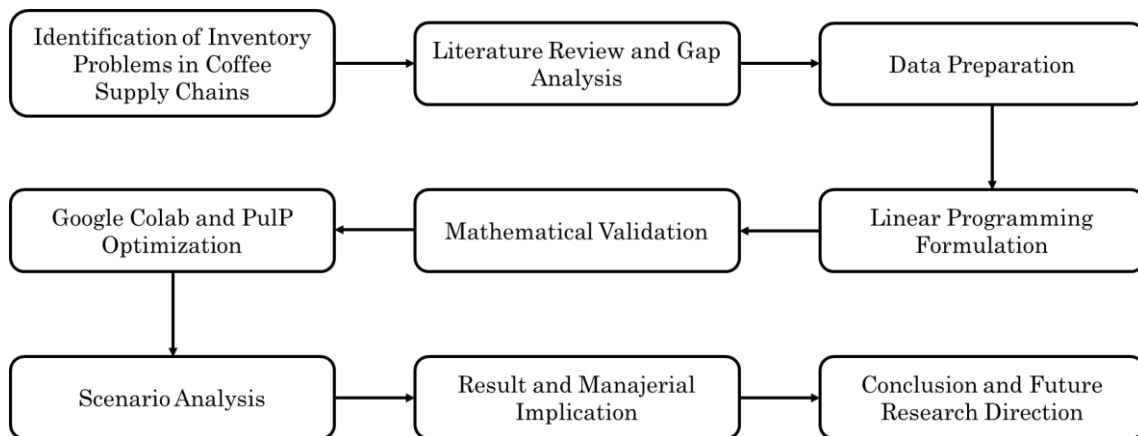 Identification of Inventory
Problems in Coffee
Supply Chains
Literature Review and Gap
Analysis
Data Preparation
Google Colab and PulP
Optimization
Mathematical Validation
Linear Programming
Formulation
Scenario Analysis
Result and Manajerial
Implication
Conclusion and Future
Research Direction